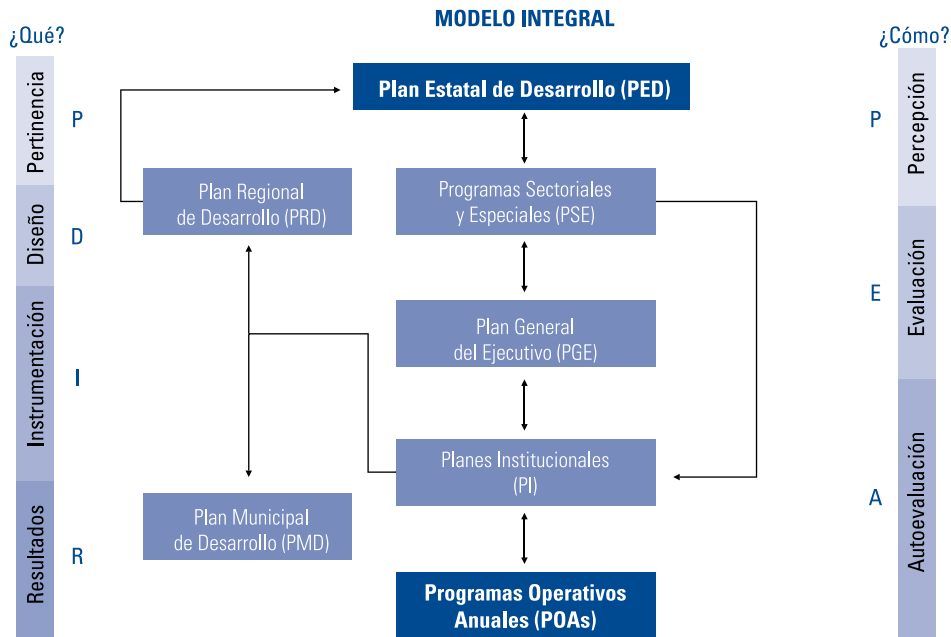 MODELO INTEGRAL
¿Qué?
Pertinencia
Diseño
Instrumentación
Resultados
P
D
I
R
Plan Estatal de Desarrollo (PED)
Plan Regional
de Desarrollo (PRD)
Programas Sectoriales
y Especiales (PSE)
Plan General
del Ejecutivo (PGE)
Planes Institucionales
(PI)
Plan Municipal
de Desarrollo (PMD)
Programas Operativos
Anuales (POAs)
¿Cómo?
P
E
A
Percepción
Evaluación
Autoevaluación